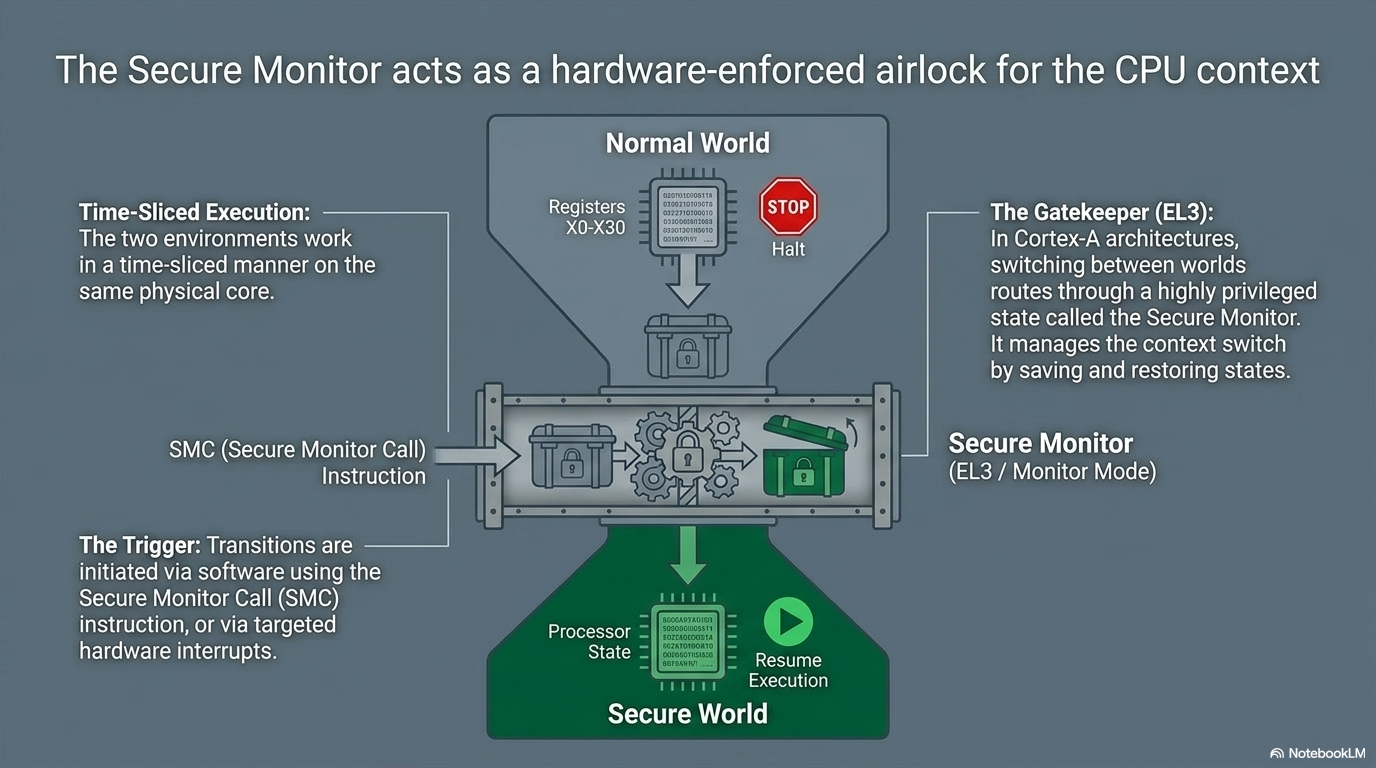 The Secure Monitor acts as a hardware-enforced airlock for the CPU context
Normal World
Registers
X0-X30
STOP
Halt
Time-Sliced Execution:
The two environments work
in a time-sliced manner on the
same physical core.
The Gatekeeper (EL3):
In Cortex-A architectures,
switching between worlds
routes through a highly privileged
state called the Secure Monitor.
It manages the context switch
by saving and restoring states.
SMC (Secure Monitor Call)
Instruction
Secure Monitor
(EL3 / Monitor Mode)
The Trigger: Transitions are
initiated via software using the
Secure Monitor Call (SMC)
instruction, or via targeted
hardware interrupts.
Processor
State
Resume
Execution
Secure World
NotebookLM